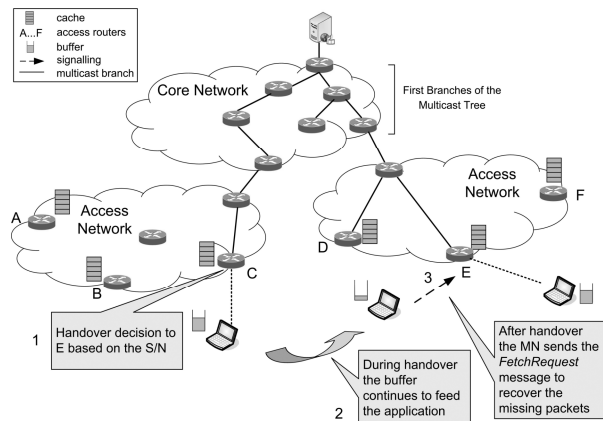 cache
A...F access routers
buffer
signalling
multicast branch
Core Network
First Branches of the
Multicast Tree
Access
Network
F
A
Access
Network
D
B
C
3
E
1
Handover decision to
E based on the S/N
During handover
the buffer
continues to feed
the application
2
After handover
the MN sends the
FetchRequest
message to
recover the
missing packets